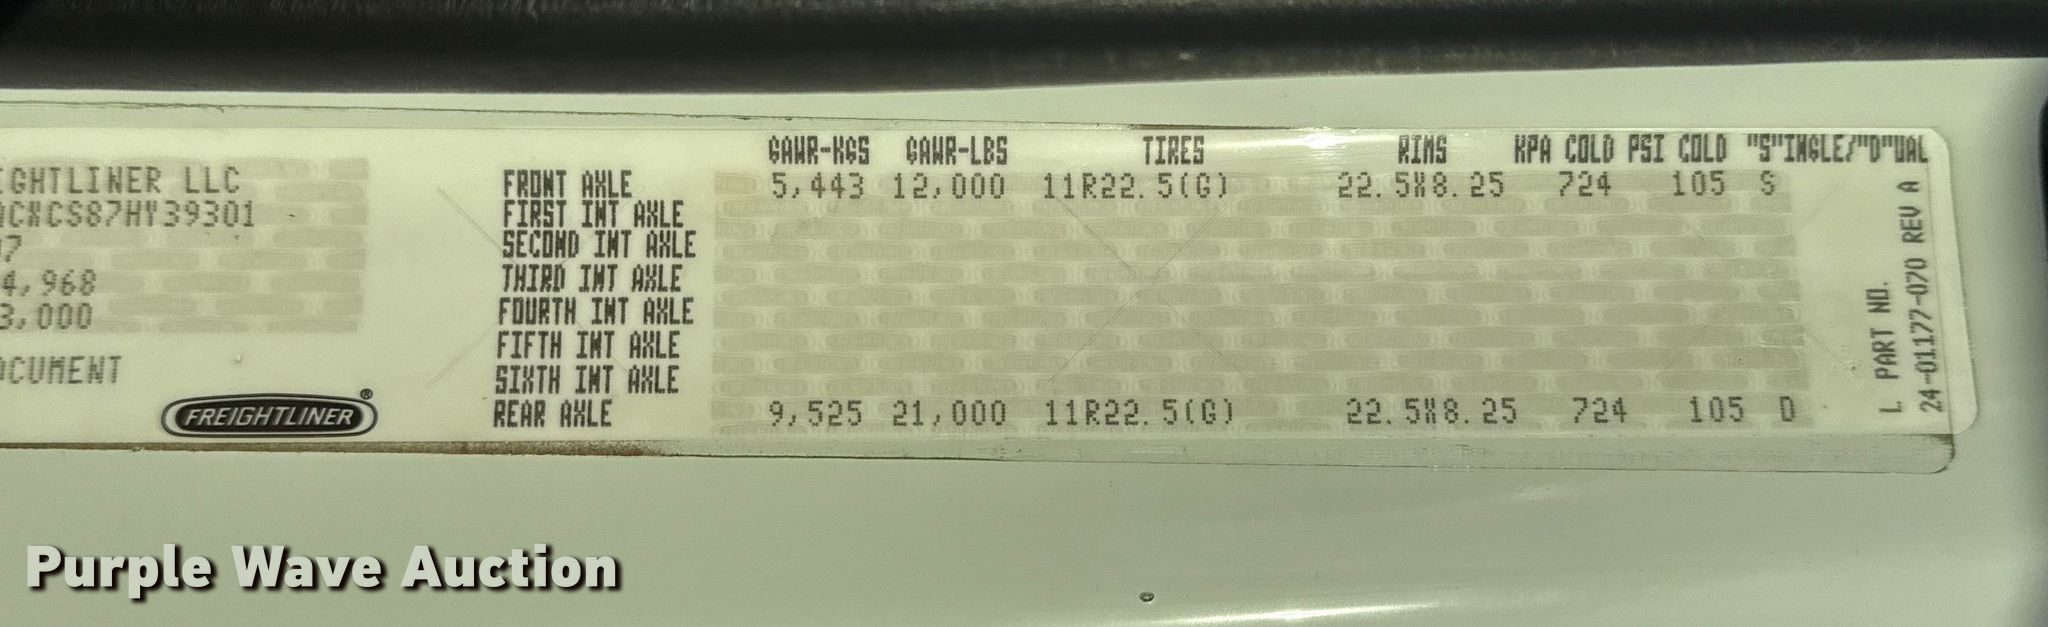 GAWR-KGS GAWR-LBS TIRES RIMS KPA COLD PSI COLD "S"INGLE/"D"UAL
IGHTLINER LLC
ACXCS87HY39301
07
4,968
3,000
OCUMENT
FREIGHTLINER®
FRONT AXLE 5,443 12,000 11R22.5(G) 22.5X8.25 724 105 S
FIRST INT AXLE
SECOND INT AXLE
THIRD INT AXLE
FOURTH INT AXLE
FIFTH INT AXLE
SIXTH INT AXLE
REAR AXLE 9,525 21,000 11R22.5(G) 22.5X8.25 724 105 D
L PART NO.
24-01177-070 REV A
Purple Wave Auction